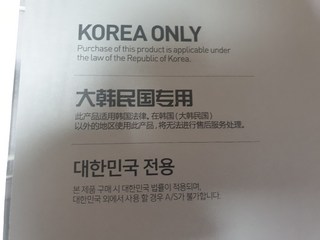 KOREA ONLY
Purchase of this product is applicable under
the law of the Republic of Korea.
大韩民国专用
此产品适用韩国法律。在韩国(大韩民国)
以外的地区使用此产品，将无法进行售后服务处理。
대한민국 전용
본 제품 구매 시 대한민국 법률이 적용되며,
대한민국 외에서 사용 할 경우 A/S가 불가합니다.